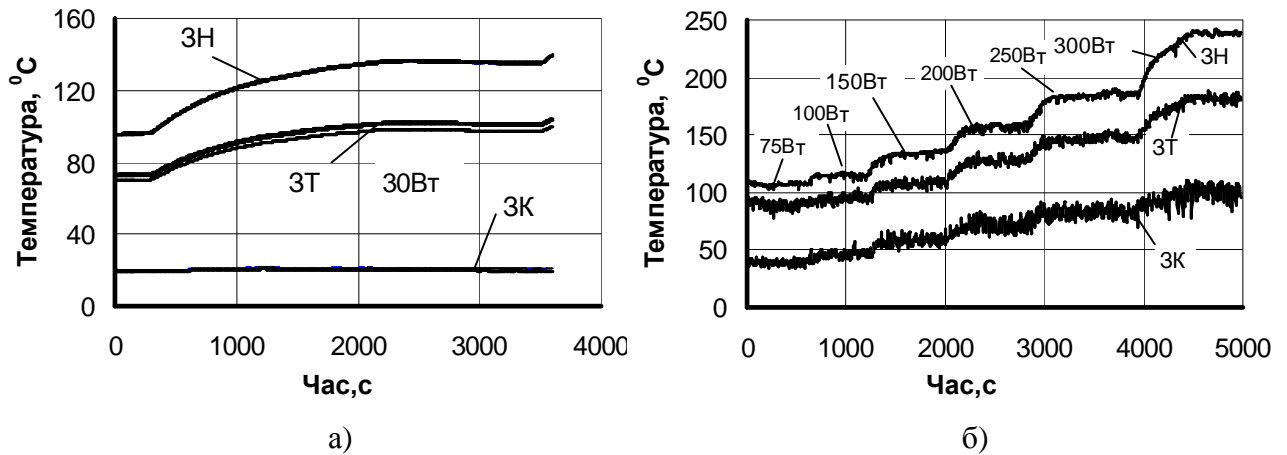 Температура, ⁰С
160
120
80
40
0
ЗН
ЗТ 30Вт
ЗК
0 1000 2000 3000 4000
Час,с
а)
Температура, ⁰С
250
200
150
100
50
0
75Вт
100Вт
150Вт
200Вт
250Вт
300Вт
ЗН
ЗТ
ЗК
0 1000 2000 3000 4000 5000
Час,с
б)